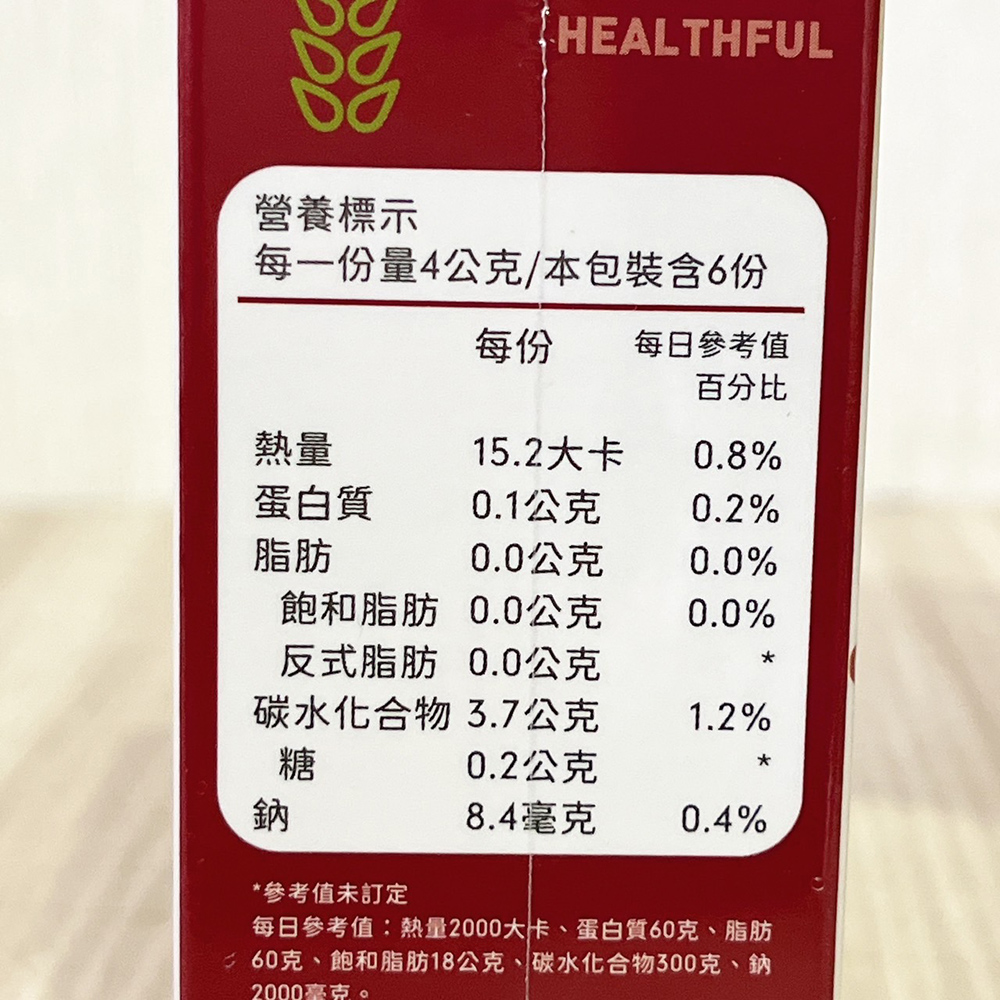 HEALTHFUL
營養標示
每一份量4公克/本包裝含6份
每份 每日參考值
百分比
熱量 15.2大卡 0.8%
蛋白質 0.1公克 0.2%
脂肪 0.0公克 0.0%
飽和脂肪 0.0公克 0.0%
反式脂肪 0.0公克 *
碳水化合物 3.7公克 1.2%
糖 0.2公克 *
鈉 8.4毫克 0.4%
*參考值未訂定
每日參考值：熱量2000大卡、蛋白質60克、脂肪
60克、飽和脂肪18公克、碳水化合物300克、鈉
2000毫克。